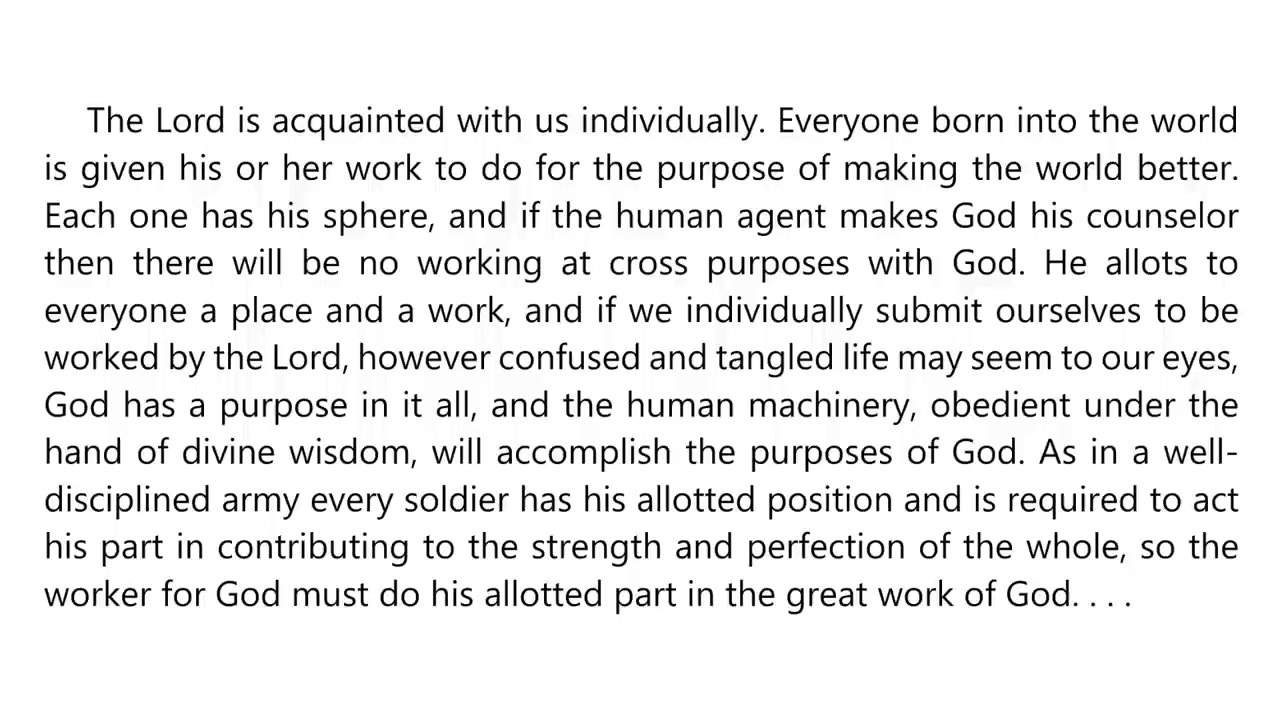 The Lord is acquainted with us individually. Everyone born into the world
is given his or her work to do for the purpose of making the world better.
Each one has his sphere, and if the human agent makes God his counselor
then there will be no working at cross purposes with God. He allots to
everyone a place and a work, and if we individually submit ourselves to be
worked by the Lord, however confused and tangled life may seem to our eyes,
God has a purpose in it all, and the human machinery, obedient under the
hand of divine wisdom, will accomplish the purposes of God. As in a well-
disciplined army every soldier has his allotted position and is required to act
his part in contributing to the strength and perfection of the whole, so the
worker for God must do his allotted part in the great work of God. . . .